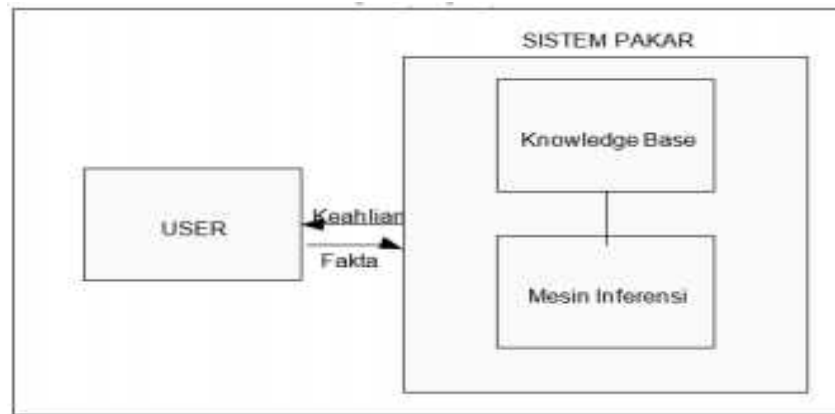 SISTEM PAKAR
Knowledge Base
USER
Keahlian
Fakta
Mesin Inferensi